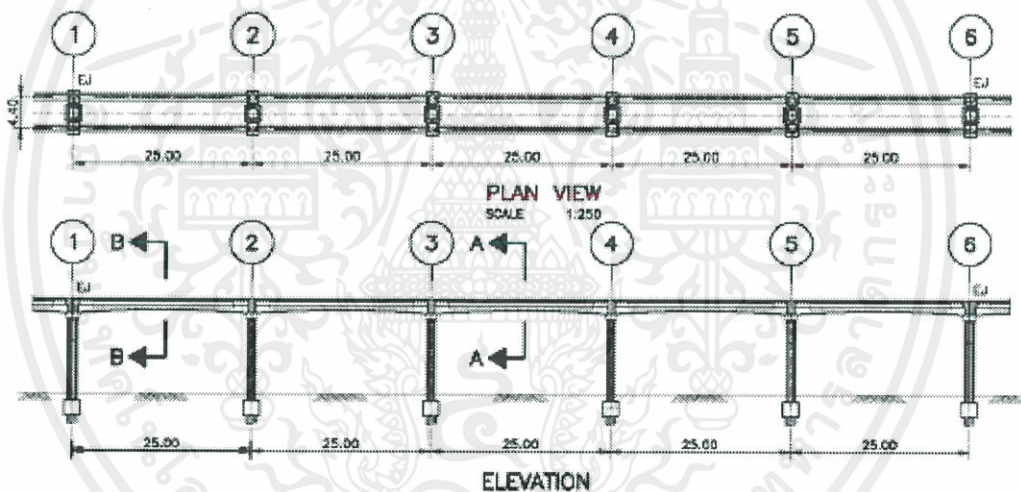 1 2 3 4 5 6
EJ EJ
4.40
25.00 25.00 25.00 25.00 25.00
PLAN VIEW
SCALE 1:250
1 B 2 3 A 4 5 6
EJ EJ
B A
25.00 25.00 25.00 25.00 25.00
ELEVATION